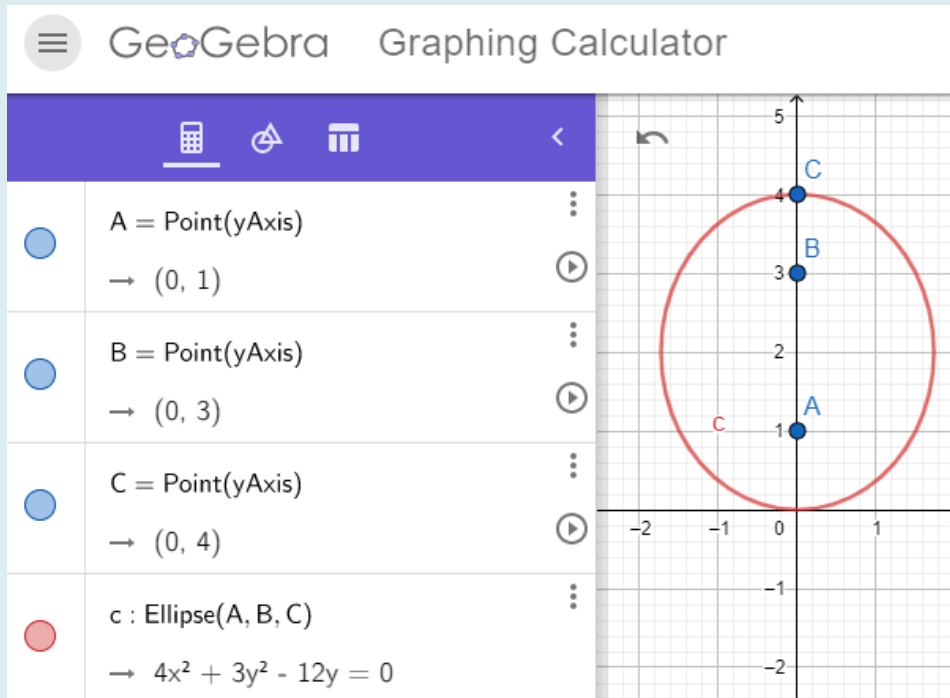 GeoGebra Graphing Calculator
A = Point(yAxis)
→ (0, 1)
B = Point(yAxis)
→ (0, 3)
C = Point(yAxis)
→ (0, 4)
c : Ellipse(A, B, C)
→ 4x² + 3y² - 12y = 0
5
C
4
B
3
2
A
c
1
−2 −1 0 1
−1
−2